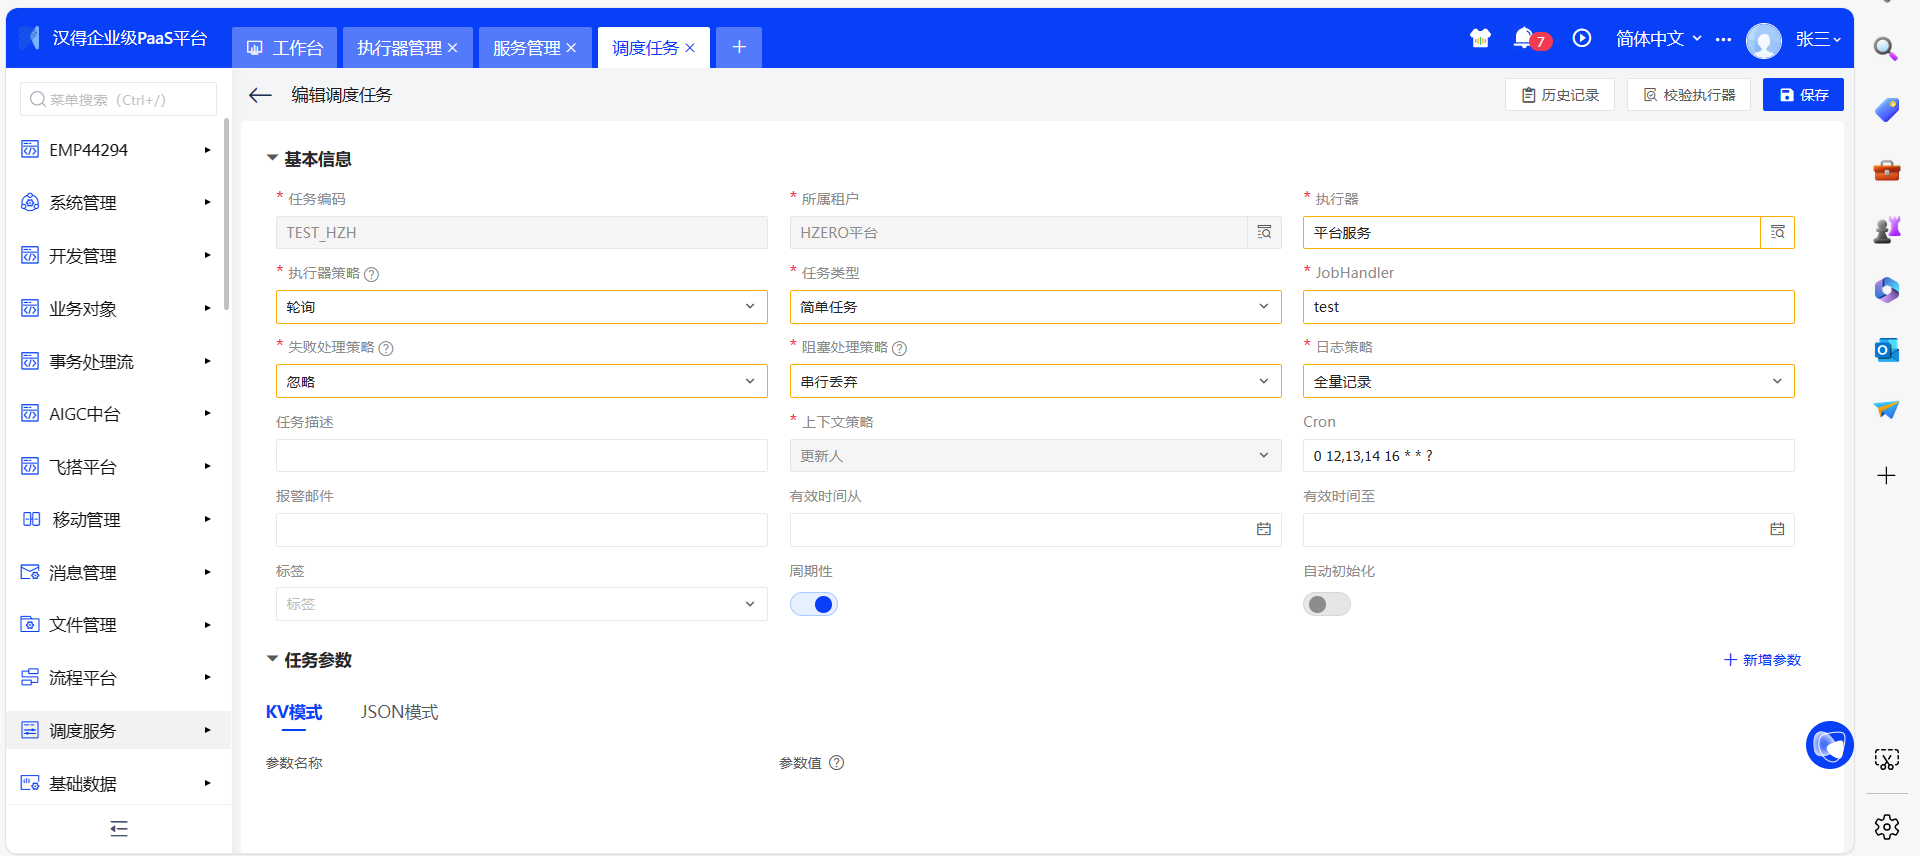 汉得企业级PaaS平台
工作台
执行器管理 ×
服务管理 ×
调度任务 ×
+
7
简体中文
张三
菜单搜索（Ctrl+/）
EMP44294
系统管理
开发管理
业务对象
事务处理流
AIGC中台
飞搭平台
移动管理
消息管理
文件管理
流程平台
调度服务
基础数据
编辑调度任务
历史记录
校验执行器
保存
基本信息
* 任务编码
* 所属租户
* 执行器
TEST_HZH
HZERO平台
平台服务
* 执行器策略 ?
* 任务类型
* JobHandler
轮询
简单任务
test
* 失败处理策略 ?
* 阻塞处理策略 ?
* 日志策略
忽略
串行丢弃
全量记录
任务描述
* 上下文策略
Cron
更新人
0 12,13,14 16 * * ?
报警邮件
有效时间从
有效时间至
标签
周期性
自动初始化
标签
任务参数
+ 新增参数
KV模式
JSON模式
参数名称
参数值 ?